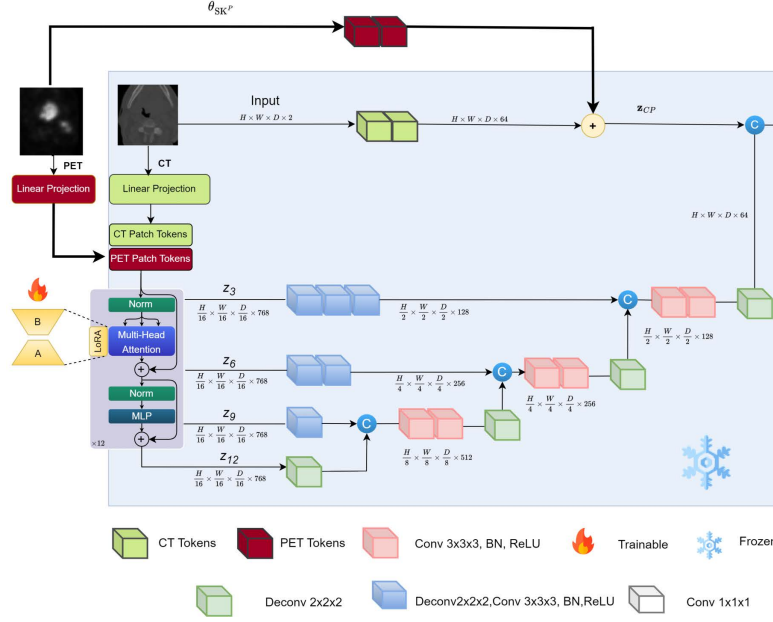 θ_SK^P
Input
H × W × D × 2
H × W × D × 64
+
z_CP
C
PET
CT
Linear Projection
Linear Projection
CT Patch Tokens
PET Patch Tokens
H × W × D × 64
B
A
LoRA
Norm
Multi-Head
Attention
+
Norm
MLP
+
×12
z_3
H/16 × W/16 × D/16 × 768
H/2 × W/2 × D/2 × 128
C
H/2 × W/2 × D/2 × 128
z_6
H/16 × W/16 × D/16 × 768
H/4 × W/4 × D/4 × 256
C
H/4 × W/4 × D/4 × 256
z_9
H/16 × W/16 × D/16 × 768
C
H/8 × W/8 × D/8 × 512
z_12
H/16 × W/16 × D/16 × 768
CT Tokens
PET Tokens
Conv 3x3x3, BN, ReLU
Trainable
Frozen
Deconv 2x2x2
Deconv2x2x2,Conv 3x3x3, BN,ReLU
Conv 1x1x1